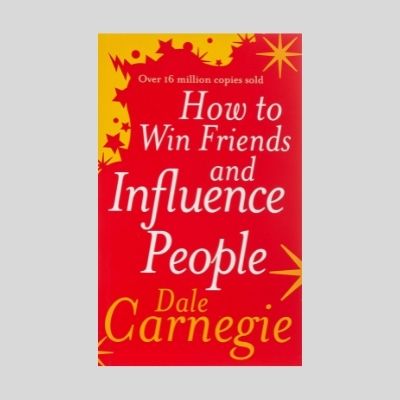 Over 16 million copies sold
How to
Win Friends
and
Influence
People
Dale
Carnegie